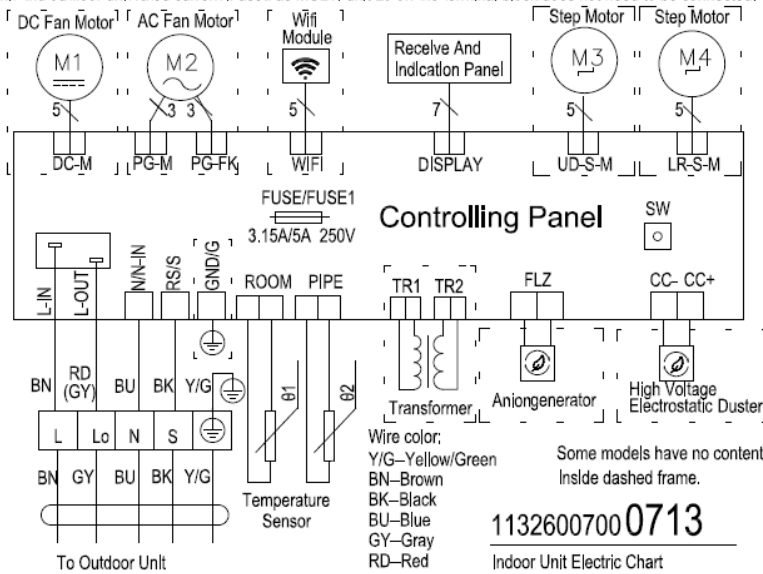 DC Fan Motor
AC Fan Motor
Wifi
Module
Step Motor
Step Motor
M1
M2
Receive And
Indication Panel
M3
M4
5
3
3
5
7
5
5
DC-M
PG-M
PG-FK
WIFI
DISPLAY
UD-S-M
LR-S-M
FUSE/FUSE1
3.15A/5A 250V
Controlling Panel
SW
L-IN
L-OUT
N/N-IN
RS/S
GND/G
ROOM
PIPE
TR1
TR2
FLZ
CC- CC+
BN
RD
(GY)
BU
BK
Y/G
θ1
θ2
Transformer
Aniongenerator
High Voltage
Electrostatic Duster
L
Lo
N
S
BN
GY
BU
BK
Y/G
Temperature
Sensor
To Outdoor Unit
Wire color:
Y/G—Yellow/Green
BN—Brown
BK—Black
BU—Blue
GY—Gray
RD—Red
Some models have no content
Inside dashed frame.
1132600700 0713
Indoor Unit Electric Chart